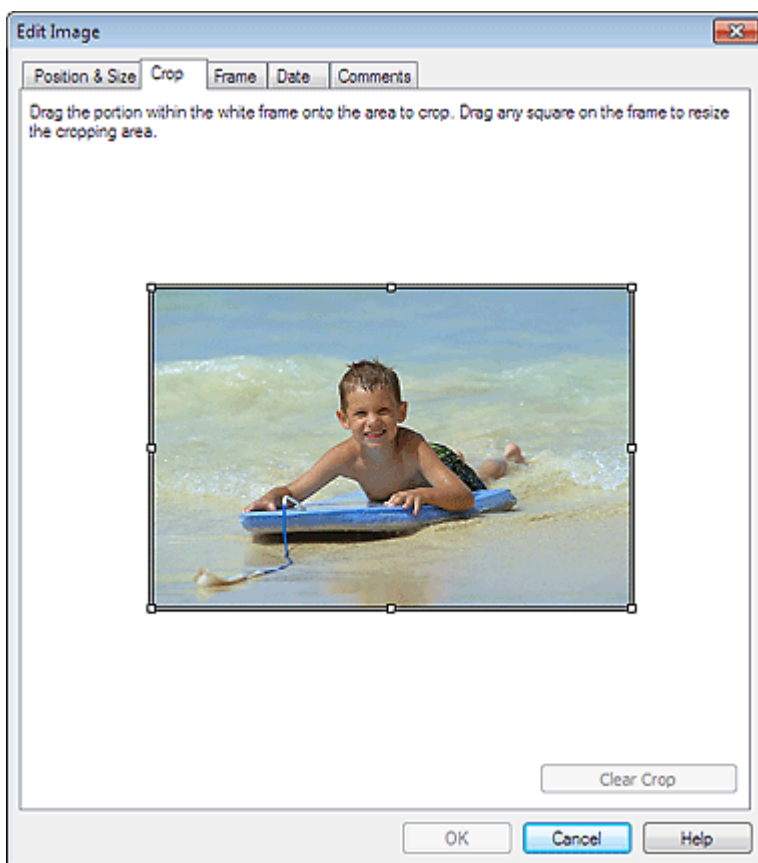 Edit Image
Position & Size Crop Frame Date Comments
Drag the portion within the white frame onto the area to crop. Drag any square on the frame to resize
the cropping area.
Clear Crop
OK Cancel Help